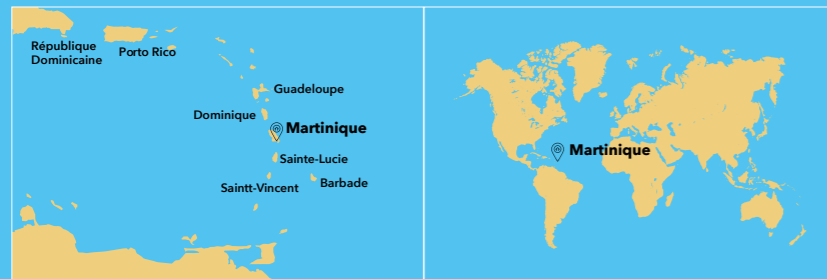 République
Dominicaine
Porto Rico
Guadeloupe
Dominique
Martinique
Sainte-Lucie
Saintt-Vincent
Barbade
Martinique